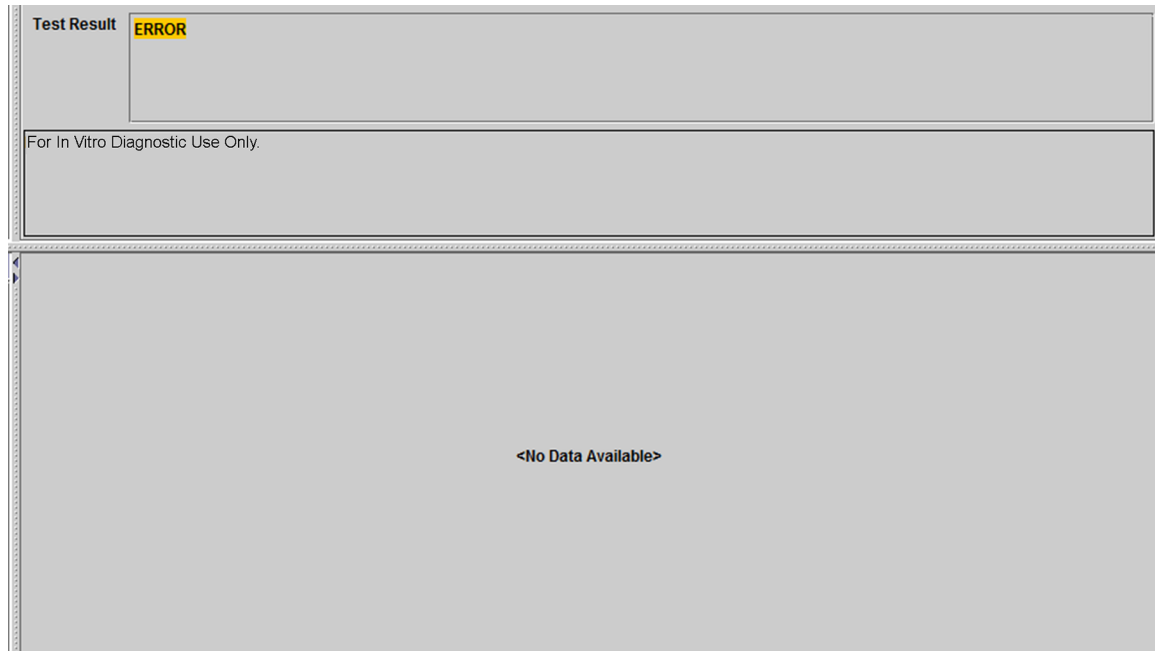 Test Result
ERROR
For In Vitro Diagnostic Use Only.
<No Data Available>